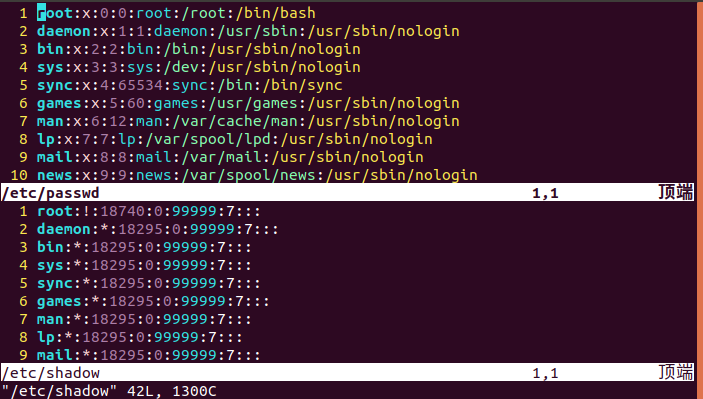 1 root:x:0:0:root:/root:/bin/bash
2 daemon:x:1:1:daemon:/usr/sbin:/usr/sbin/nologin
3 bin:x:2:2:bin:/bin:/usr/sbin/nologin
4 sys:x:3:3:sys:/dev:/usr/sbin/nologin
5 sync:x:4:65534:sync:/bin:/bin/sync
6 games:x:5:60:games:/usr/games:/usr/sbin/nologin
7 man:x:6:12:man:/var/cache/man:/usr/sbin/nologin
8 lp:x:7:7:lp:/var/spool/lpd:/usr/sbin/nologin
9 mail:x:8:8:mail:/var/mail:/usr/sbin/nologin
10 news:x:9:9:news:/var/spool/news:/usr/sbin/nologin
/etc/passwd 1,1 顶端
1 root:!:18740:0:99999:7:::
2 daemon:*:18295:0:99999:7:::
3 bin:*:18295:0:99999:7:::
4 sys:*:18295:0:99999:7:::
5 sync:*:18295:0:99999:7:::
6 games:*:18295:0:99999:7:::
7 man:*:18295:0:99999:7:::
8 lp:*:18295:0:99999:7:::
9 mail:*:18295:0:99999:7:::
/etc/shadow 1,1 顶端
"/etc/shadow" 42L, 1300C